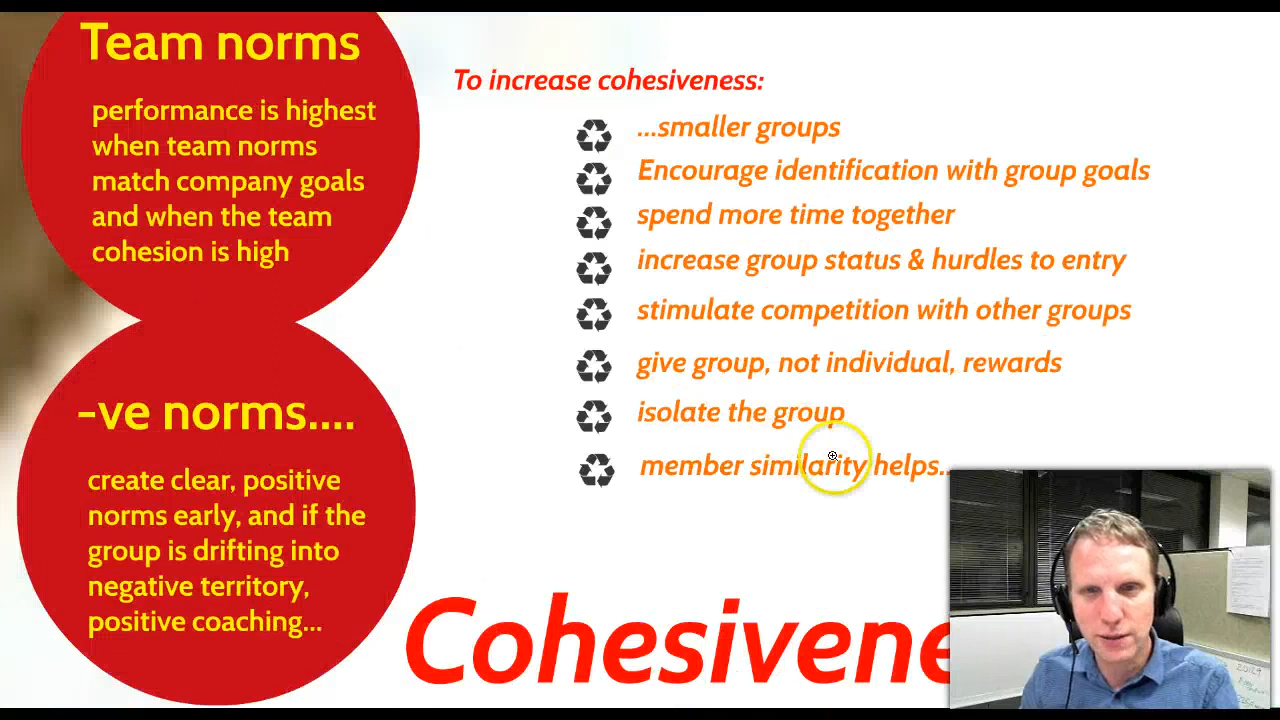 Team norms
performance is highest
when team norms
match company goals
and when the team
cohesion is high
-ve norms....
create clear, positive
norms early, and if the
group is drifting into
negative territory,
positive coaching...
To increase cohesiveness:
...smaller groups
Encourage identification with group goals
spend more time together
increase group status & hurdles to entry
stimulate competition with other groups
give group, not individual, rewards
isolate the group
member similarity helps..
Cohesivene